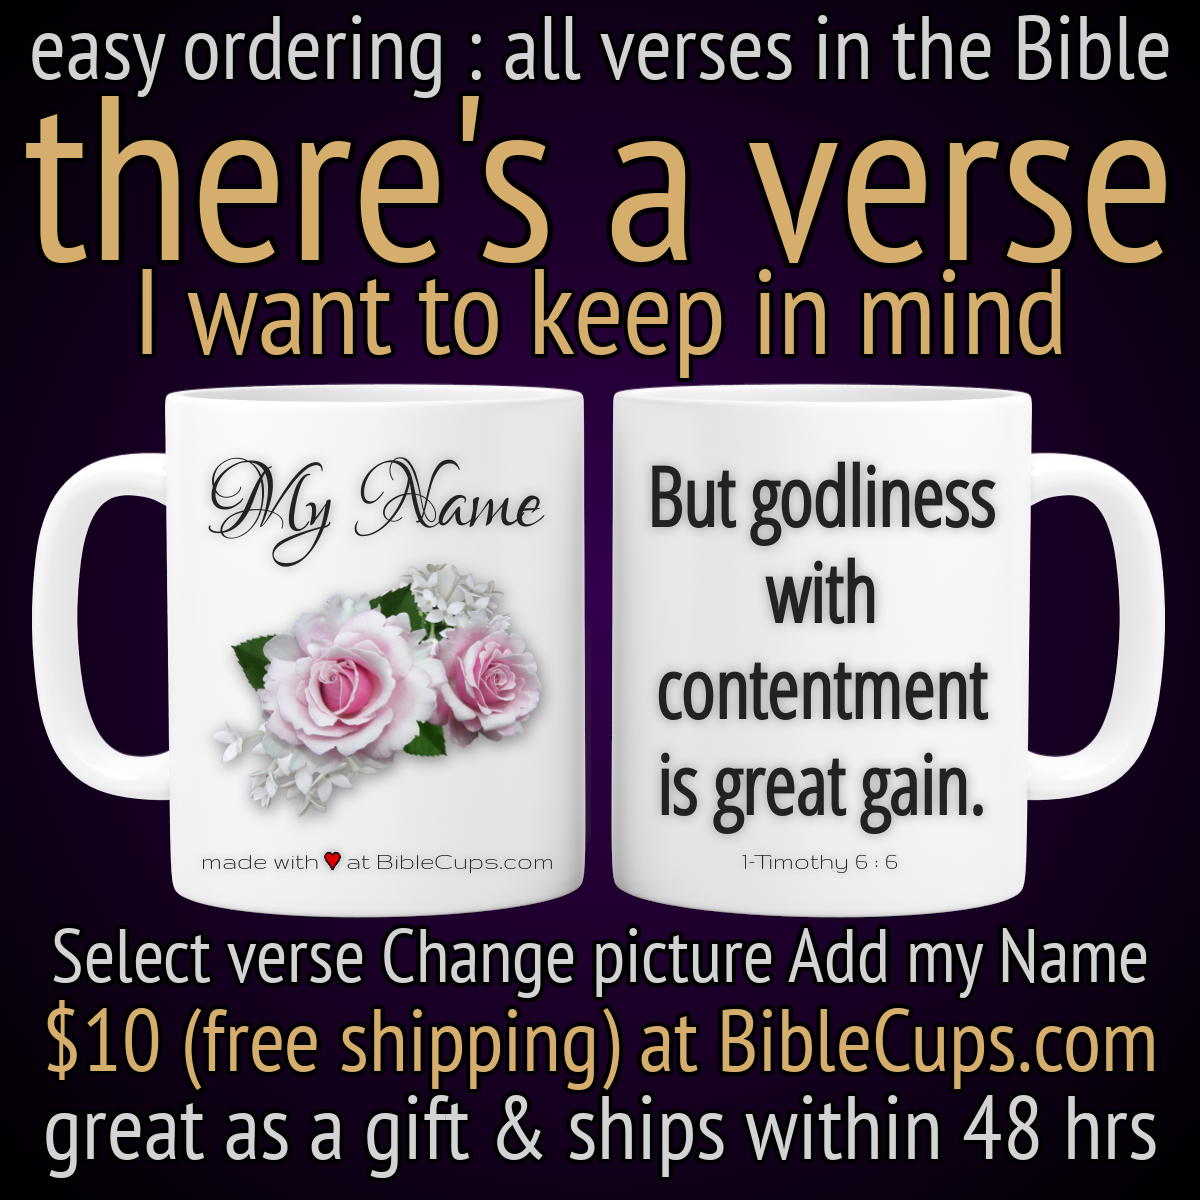 easy ordering : all verses in the Bible
there's a verse
I want to keep in mind
My Name
made with ♥ at BibleCups.com
But godliness
with
contentment
is great gain.
1-Timothy 6 : 6
Select verse Change picture Add my Name
$10 (free shipping) at BibleCups.com
great as a gift & ships within 48 hrs